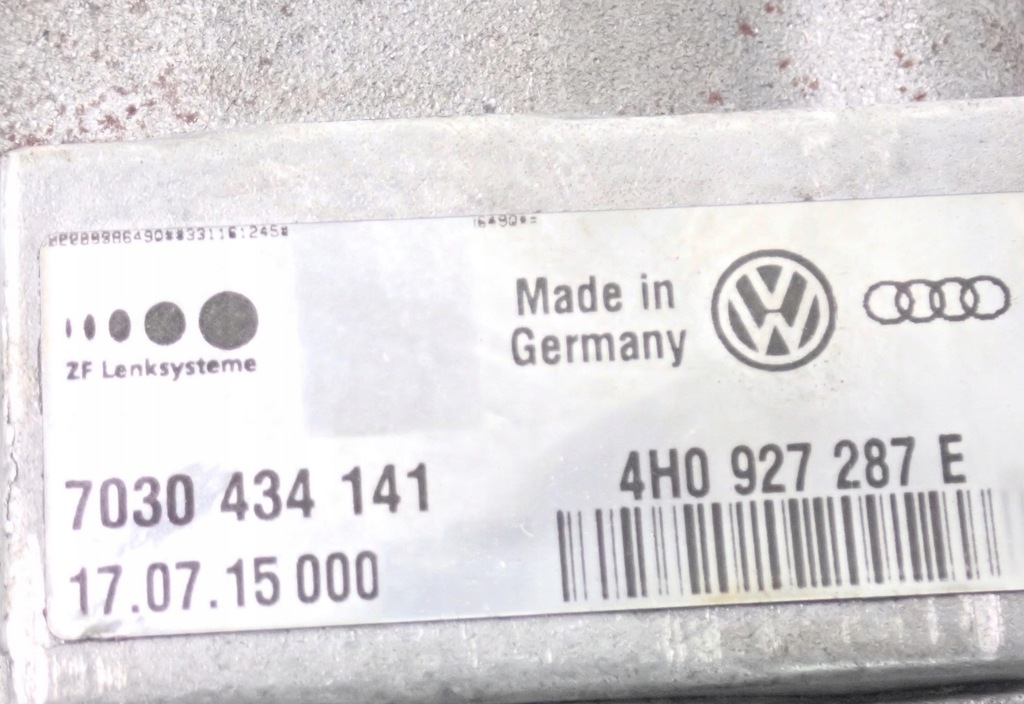 ZF Lenksysteme
Made in
Germany
7030 434 141
4H0 927 287 E
17.07.15 000